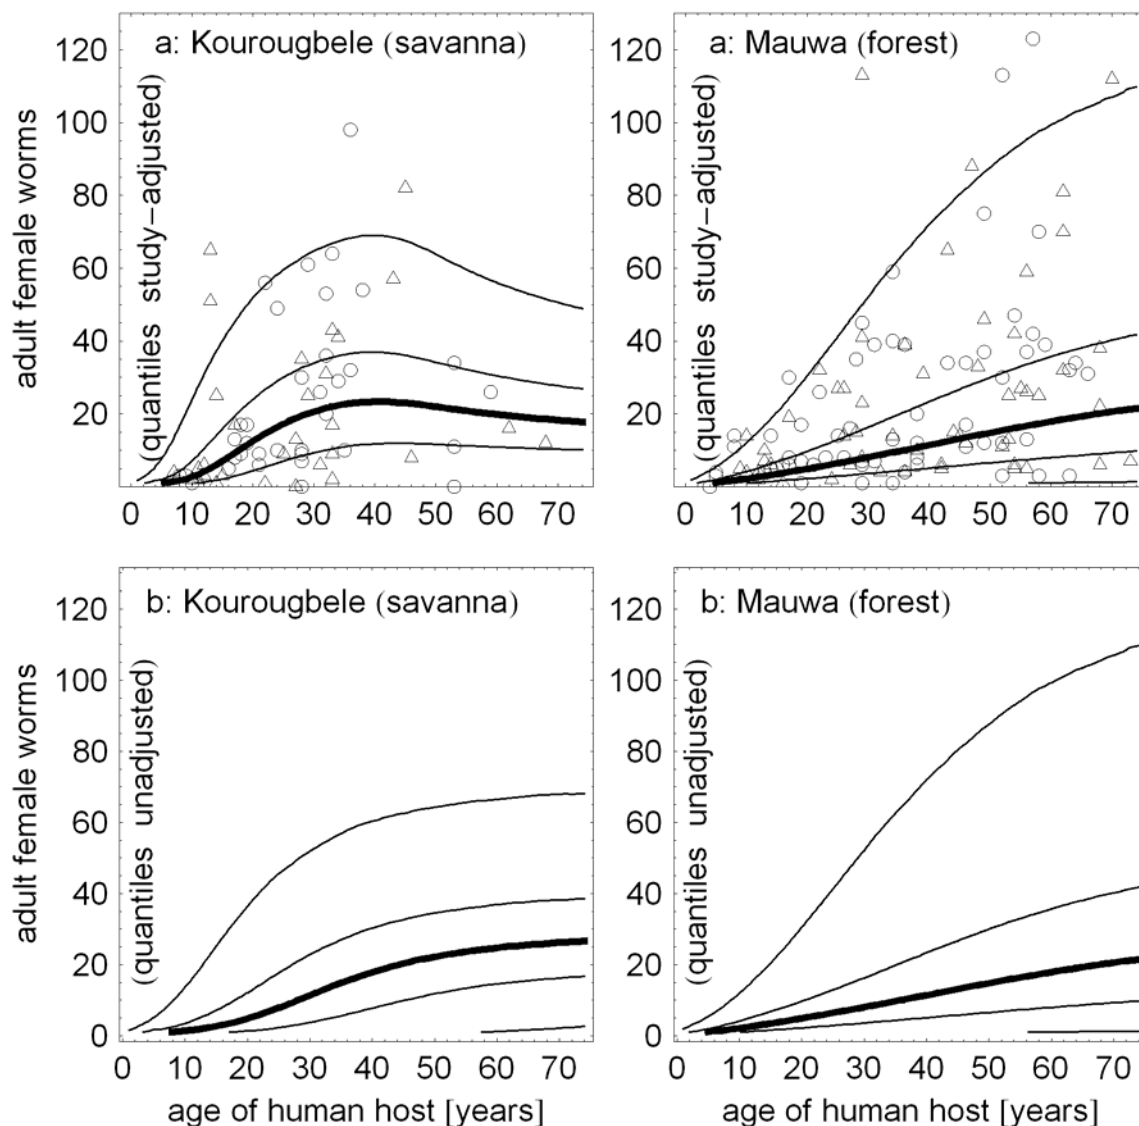 a: Kourougbele (savanna)
a: Mauwa (forest)
adult female worms
120
100
80
60
40
20
(quantiles study-adjusted)
(quantiles study-adjusted)
120
100
80
60
40
20
0 10 20 30 40 50 60 70
0 10 20 30 40 50 60 70
b: Kourougbele (savanna)
b: Mauwa (forest)
adult female worms
120
100
80
60
40
20
0
(quantiles unadjusted)
(quantiles unadjusted)
120
100
80
60
40
20
0
0 10 20 30 40 50 60 70
0 10 20 30 40 50 60 70
age of human host [years]
age of human host [years]